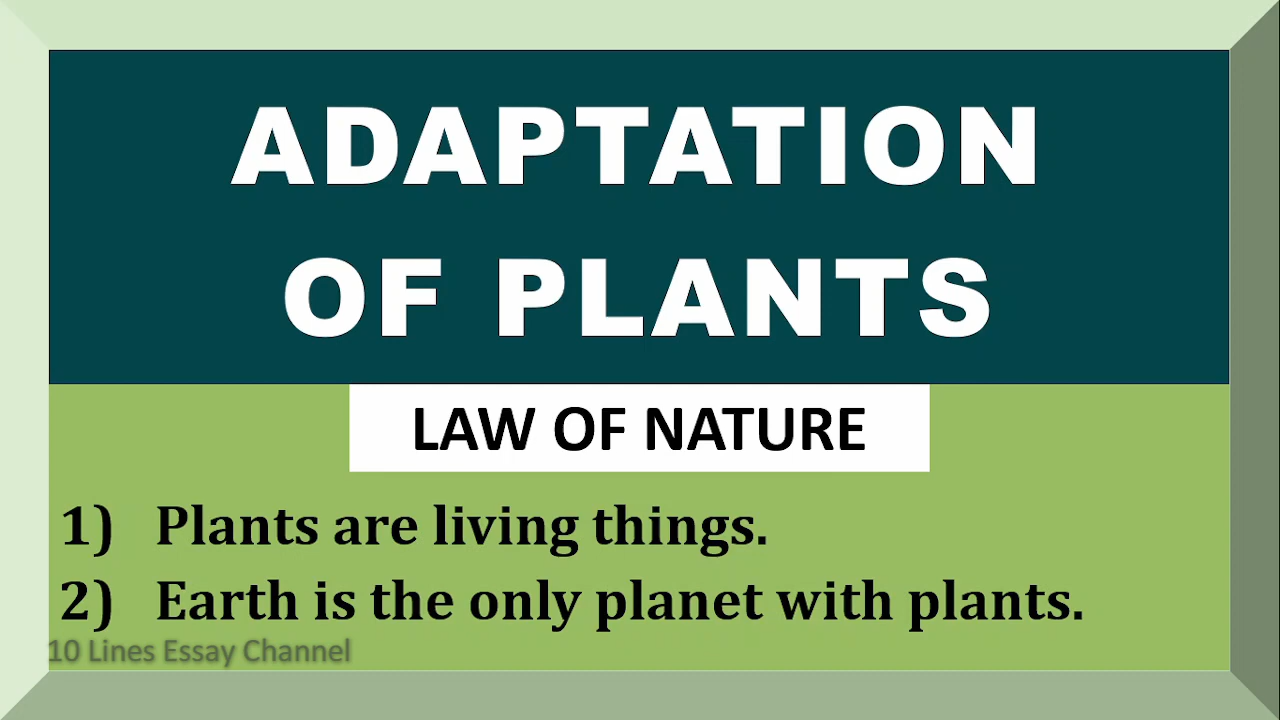 ADAPTATION
OF PLANTS
LAW OF NATURE
1) Plants are living things.
2) Earth is the only planet with plants.
10 Lines Essay Channel